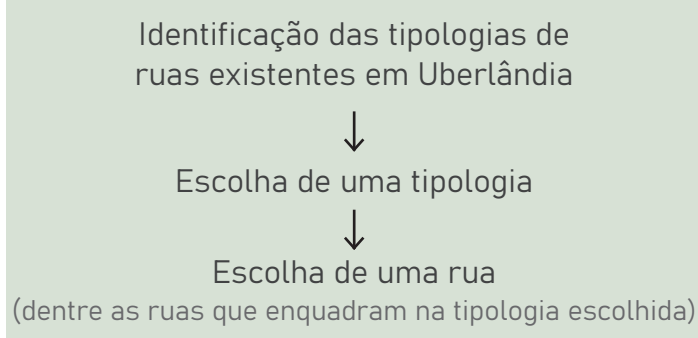 Identificação das tipologias de
ruas existentes em Uberlândia
Escolha de uma tipologia
Escolha de uma rua
(dentre as ruas que enquadram na tipologia escolhida)